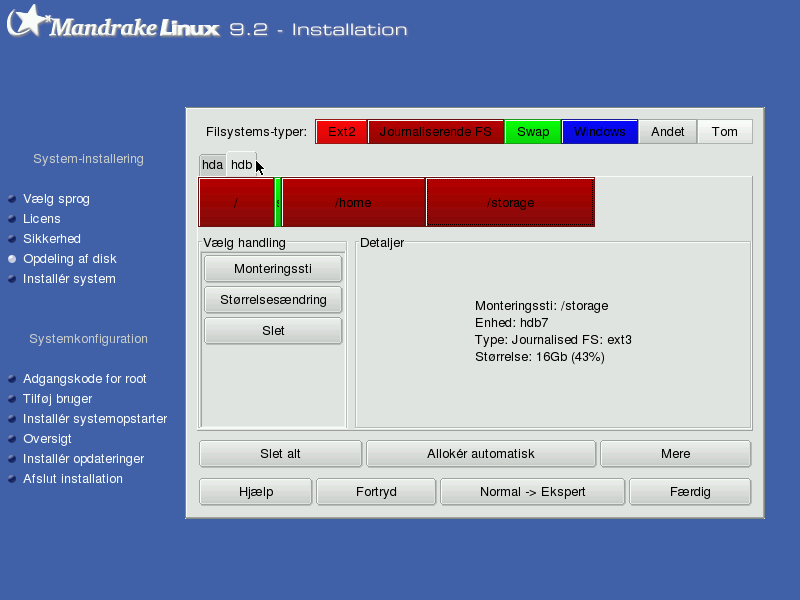 MandrakeLinux 9.2 - Installation
System-installering
Vælg sprog
Licens
Sikkerhed
Opdeling af disk
Installér system
Systemkonfiguration
Adgangskode for root
Tilføj bruger
Installér systemopstarter
Oversigt
Installér opdateringer
Afslut installation
Filsystems-typer: Ext2 Journaliserende FS Swap Windows Andet Tom
hda hdb
/ s /home /storage
Vælg handling
Monteringssti
Størrelsesændring
Slet
Detaljer
Monteringssti: /storage
Enhed: hdb7
Type: Journalised FS: ext3
Størrelse: 16Gb (43%)
Slet alt Allokér automatisk Mere
Hjælp Fortryd Normal -> Ekspert Færdig